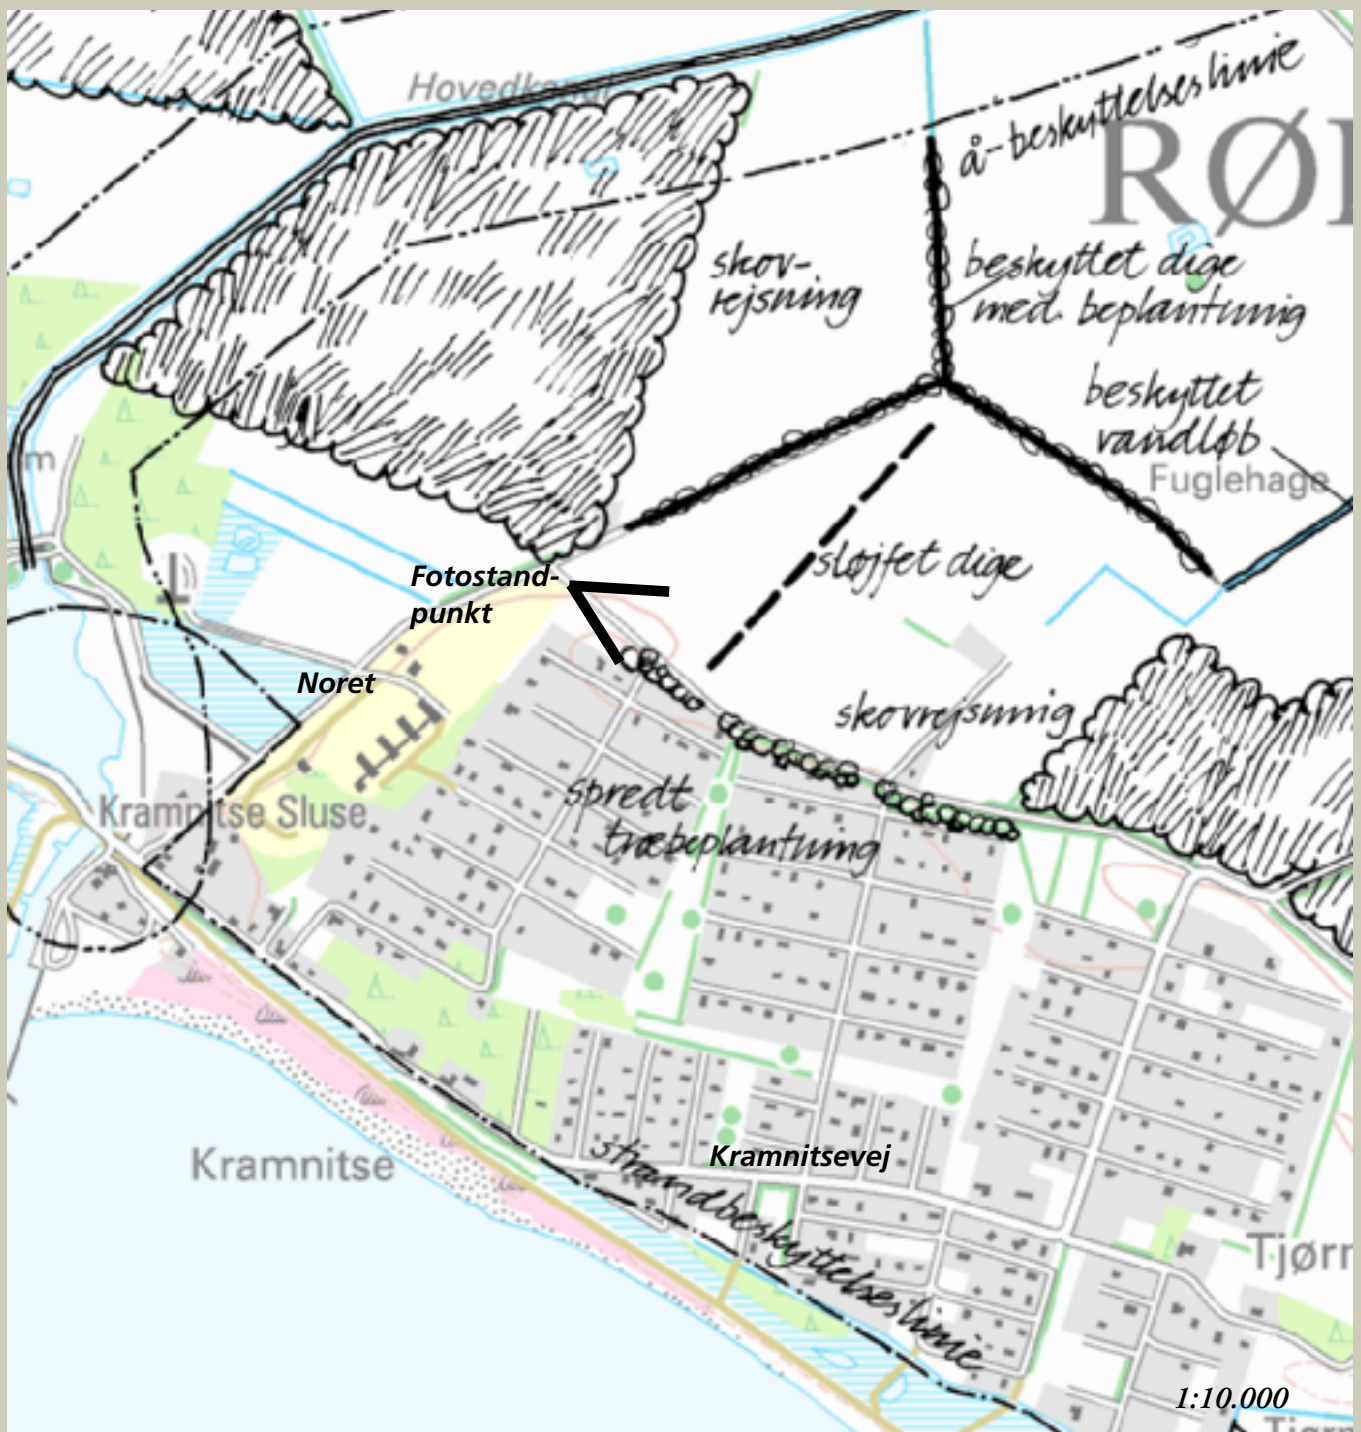 Hovedkanal
å-beskyttelseslinie
skov-
rejsning
beskyttet dige
med. beplantning
beskyttet
vandløb
Fuglehage
m
sløjfet dige
Fotostand-
punkt
Noret
skovrejsning
spredt
træbeplantning
Kramnitse Sluse
Kramnitsevej
Kramnitse
strandbeskyttelseslinie
Tjørn
1:10.000